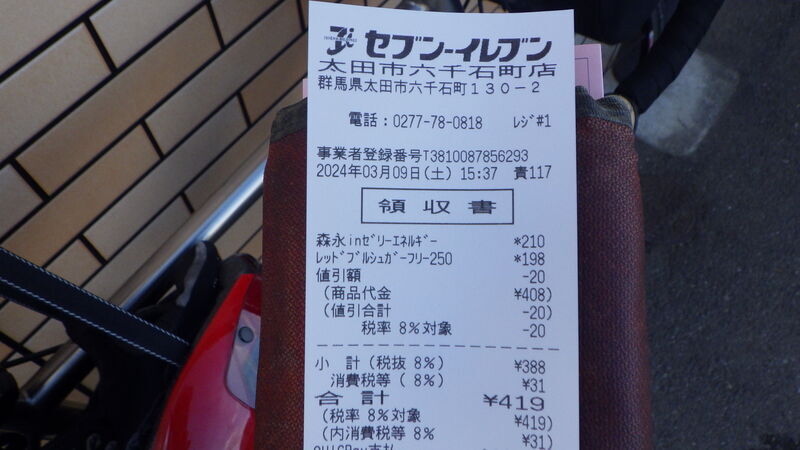 セブン-イレブン
太田市六千石町店
群馬県太田市六千石町130-2
電話：0277-78-0818 レジ#1
事業者登録番号T3810087856293
2024年03月09日(土) 15:37 責117
領収書
森永inゼリーエネルギー *210
レッドブルシュガーフリー250 *198
値引額 -20
(商品代金 ¥408)
(値引合計 -20)
税率 8%対象 -20
小 計(税抜 8%) ¥388
消費税等( 8%) ¥31
合 計 ¥419
(税率 8%対象 ¥419)
(内消費税等 8% ¥31)